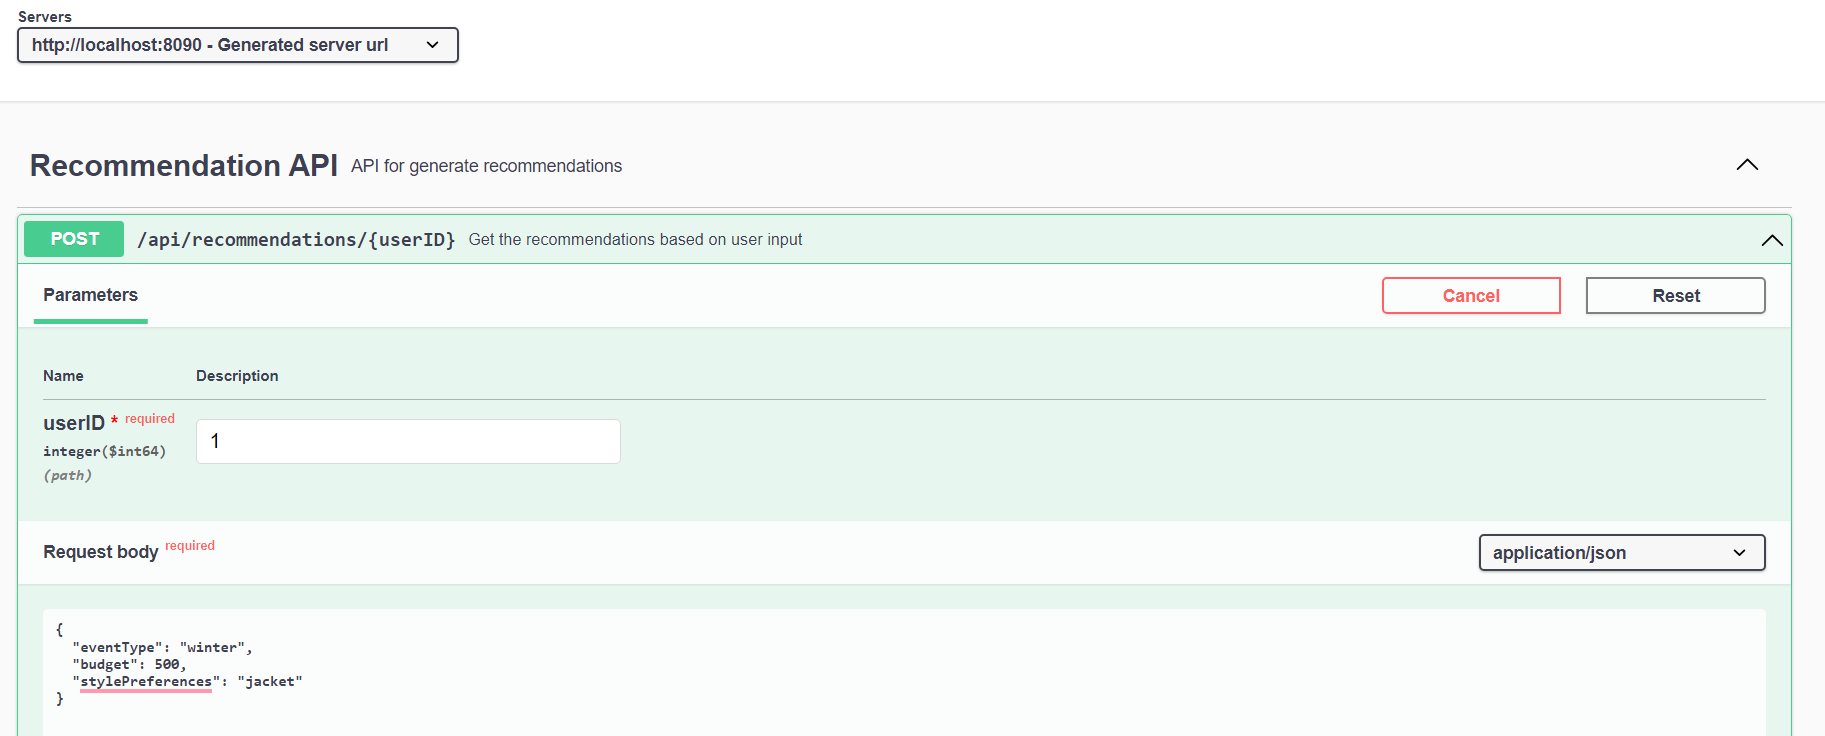 Servers
http://localhost:8090 - Generated server url
Recommendation API API for generate recommendations
POST /api/recommendations/{userID} Get the recommendations based on user input
Parameters Cancel Reset
Name Description
userID * required
integer($int64)
(path)
1
Request body required application/json
{
"eventType": "winter",
"budget": 500,
"stylePreferences": "jacket"
}